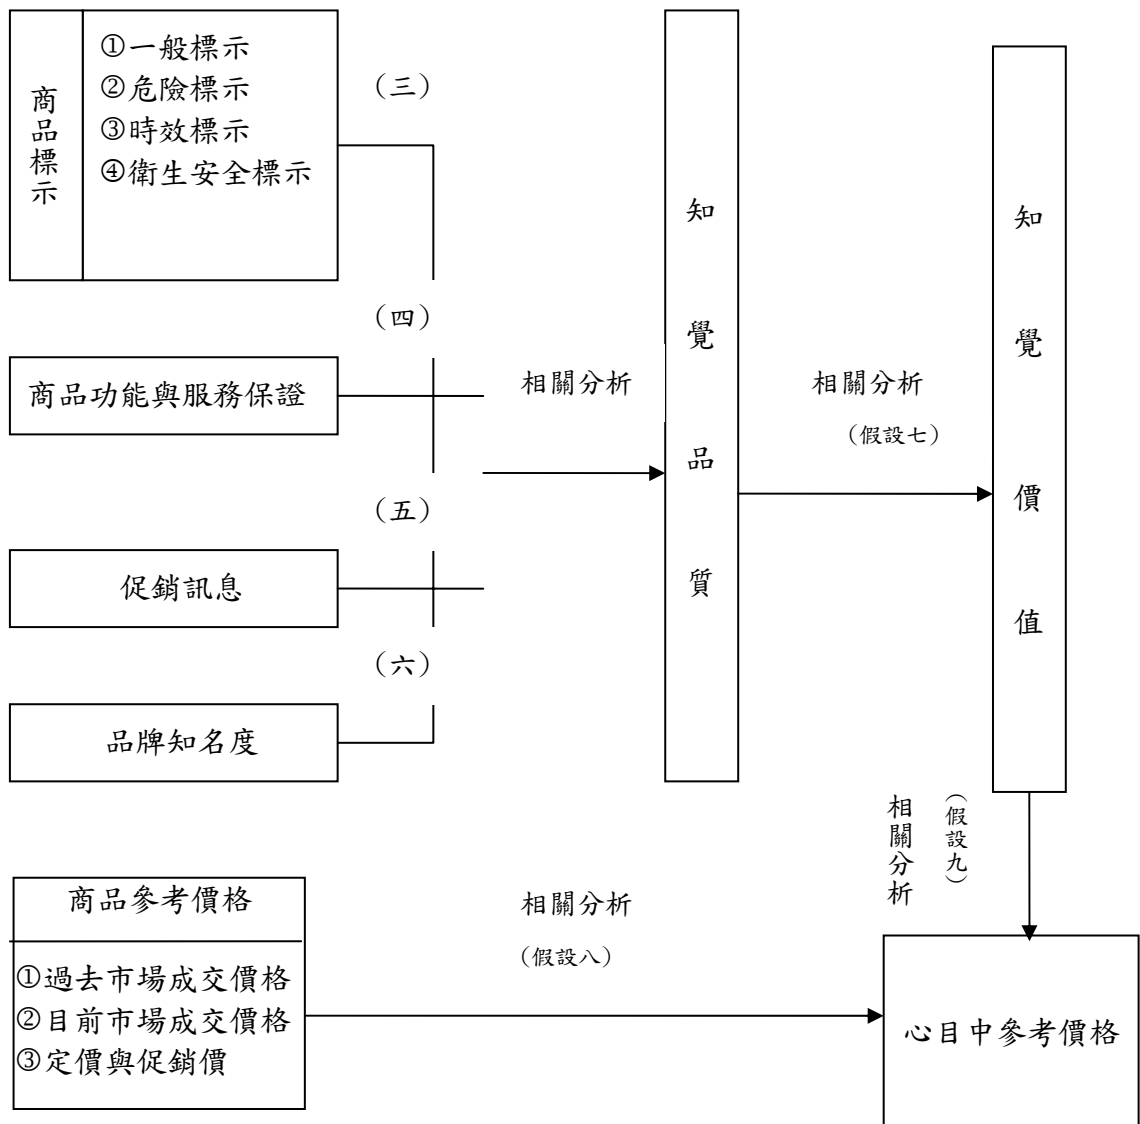 商品標示
①一般標示
②危險標示
③時效標示
④衛生安全標示
（三）
（四）
商品功能與服務保證
（五）
促銷訊息
（六）
品牌知名度
相關分析
知覺品質
相關分析
（假設七）
知覺價值
相關分析
（假設九）
商品參考價格
①過去市場成交價格
②目前市場成交價格
③定價與促銷價
相關分析
（假設八）
心目中參考價格